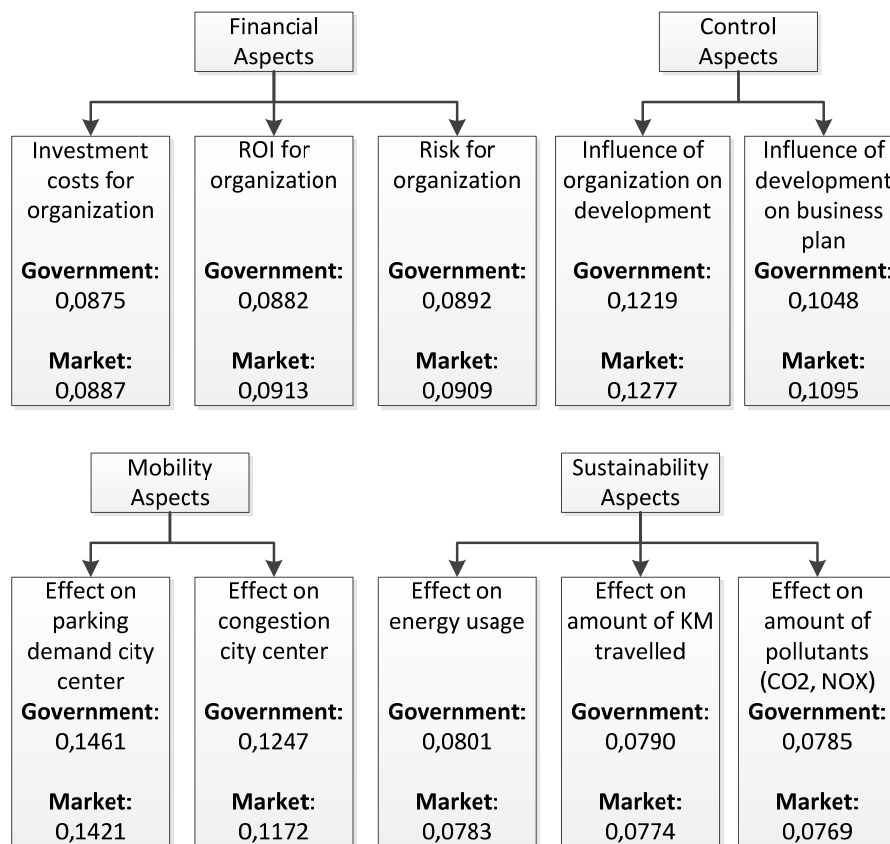 Financial
Aspects
Control
Aspects
Investment
costs for
organization
Government:
0,0875
Market:
0,0887
ROI for
organization
Government:
0,0882
Market:
0,0913
Risk for
organization
Government:
0,0892
Market:
0,0909
Influence of
organization on
development
Government:
0,1219
Market:
0,1277
Influence of
development
on business
plan
Government:
0,1048
Market:
0,1095
Mobility
Aspects
Sustainability
Aspects
Effect on
parking
demand city
center
Government:
0,1461
Market:
0,1421
Effect on
congestion
city center
Government:
0,1247
Market:
0,1172
Effect on
energy usage
Government:
0,0801
Market:
0,0783
Effect on
amount of KM
travelled
Government:
0,0790
Market:
0,0774
Effect on
amount of
pollutants
(CO2, NOX)
Government:
0,0785
Market:
0,0769